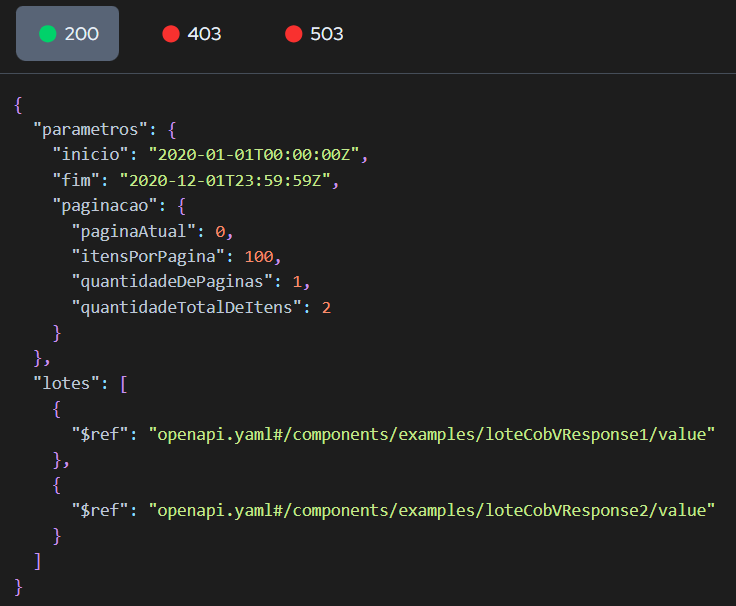 200 403 503
{
  "parametros": {
    "inicio": "2020-01-01T00:00:00Z",
    "fim": "2020-12-01T23:59:59Z",
    "paginacao": {
      "paginaAtual": 0,
      "itensPorPagina": 100,
      "quantidadeDePaginas": 1,
      "quantidadeTotalDeItens": 2
    }
  },
  "lotes": [
    {
      "$ref": "openapi.yaml#/components/examples/loteCobVResponse1/value"
    },
    {
      "$ref": "openapi.yaml#/components/examples/loteCobVResponse2/value"
    }
  ]
}